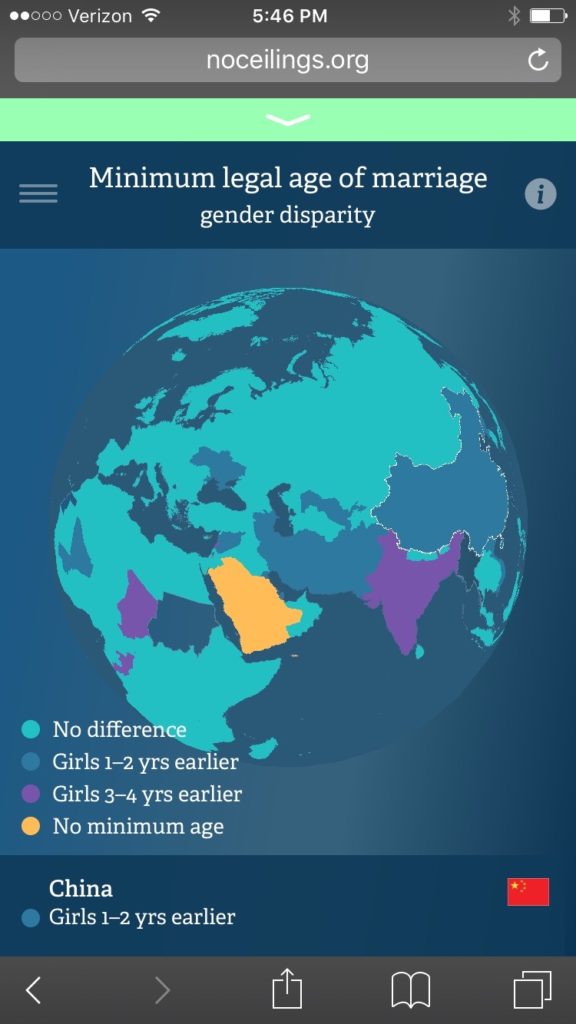 Verizon 5:46 PM
noceilings.org
Minimum legal age of marriage
gender disparity
i
No difference
Girls 1–2 yrs earlier
Girls 3–4 yrs earlier
No minimum age
China
Girls 1–2 yrs earlier